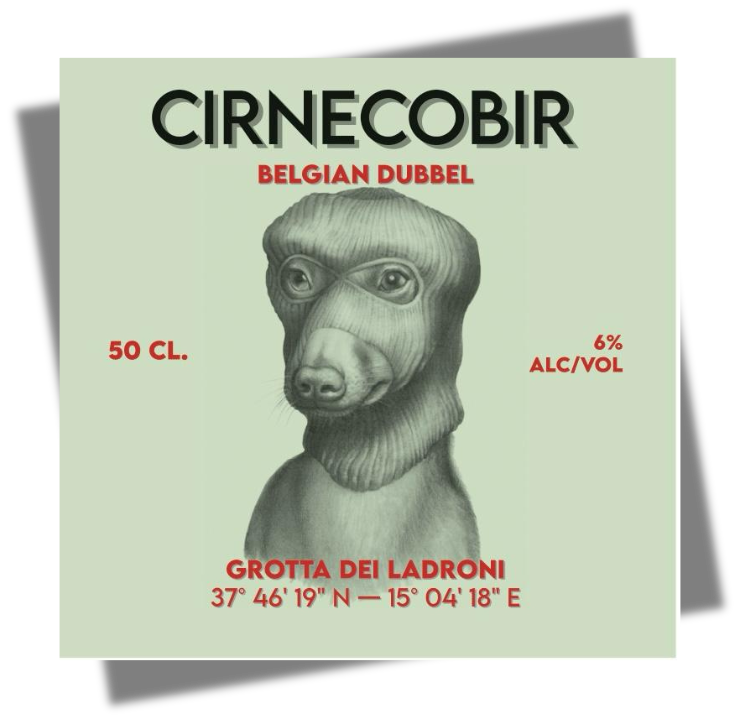 CIRNECOBIR
BELGIAN DUBBEL
50 CL.
6%
ALC/VOL
GROTTA DEI LADRONI
37° 46' 19" N — 15° 04' 18" E